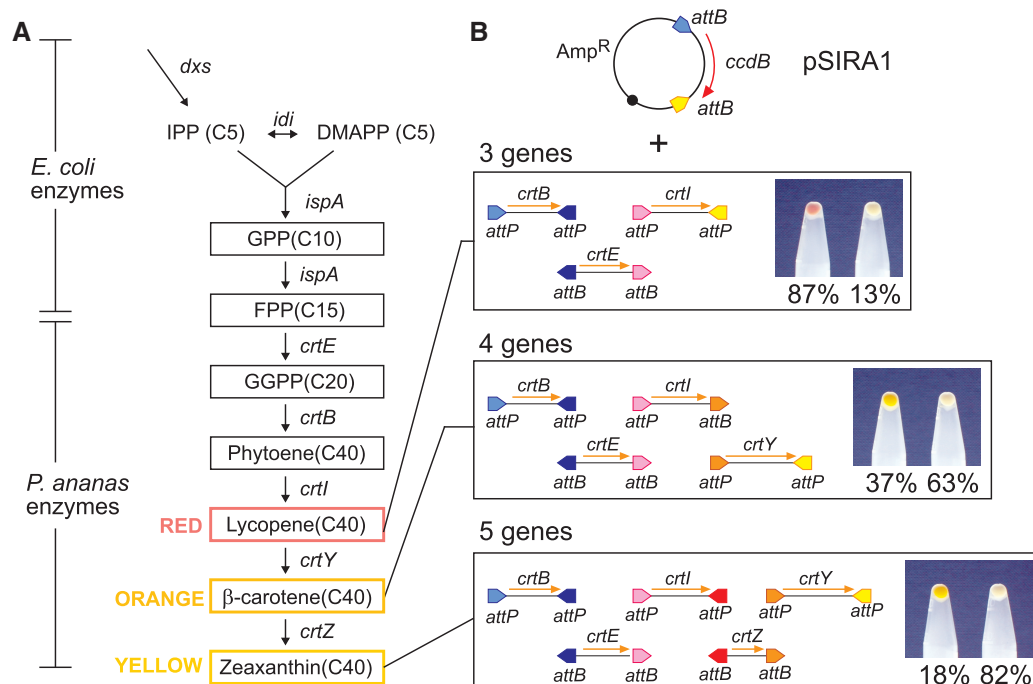 A
dxs
IPP (C5)
idi
DMAPP (C5)
ispA
GPP(C10)
ispA
FPP(C15)
crtE
GGPP(C20)
crtB
Phytoene(C40)
crtI
RED
Lycopene(C40)
crtY
ORANGE
β-carotene(C40)
crtZ
YELLOW
Zeaxanthin(C40)
E. coli
enzymes
P. ananas
enzymes
B
attB
AmpR
ccdB
pSIRA1
attB
+
3 genes
crtB
crtI
attP
attP
attP
attP
crtE
attB
attB
87% 13%
4 genes
crtB
crtI
attP
attP
attP
attB
crtE
crtY
attB
attB
attP
attP
37% 63%
5 genes
crtB
crtI
crtY
attP
attP
attP
attP
attP
attP
crtE
crtZ
attB
attB
attB
attB
18% 82%